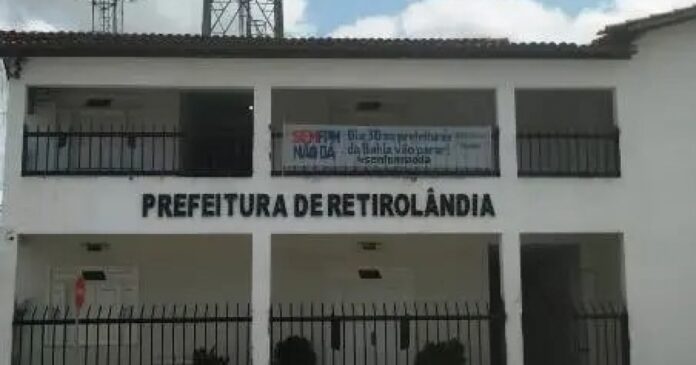 SEM FPM NÃO DÁ
Dia 30 as prefeituras
da Bahia vão parar!
#semfpmnãodá
PREFEITURA DE RETIROLÂNDIA